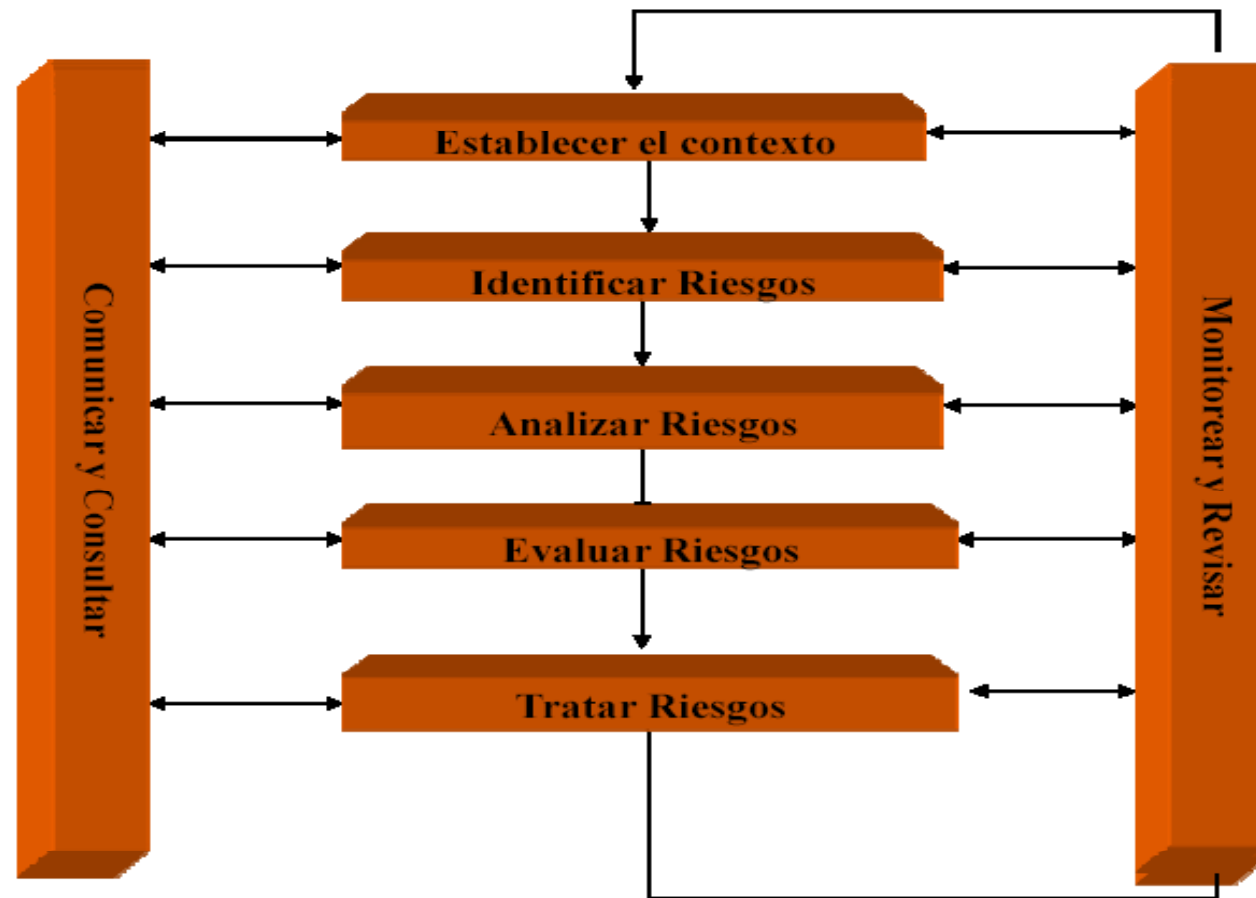 Establecer el contexto
Identificar Riesgos
Analizar Riesgos
Evaluar Riesgos
Tratar Riesgos
Comunicar y Consultar
Monitorear y Revisar